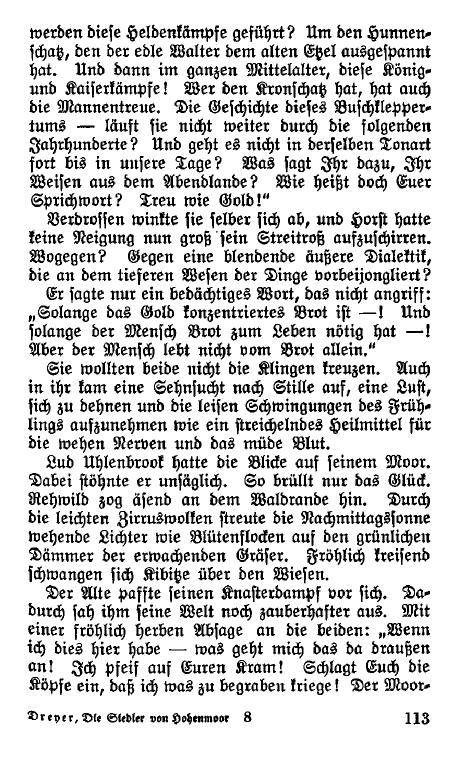 werden diese Heldenkämpfe geführt? Um den Hunnen-
schatz, den der edle Walter dem alten Etzel ausgespannt
hat. Und dann im ganzen Mittelalter, diese König-
und Kaiserkämpfe! Wer den Kronschatz hat, hat auch
die Mannentreue. Die Geschichte dieses Buschklepper-
tums — läuft sie nicht weiter durch die folgenden
Jahrhunderte? Und geht es nicht in derselben Tonart
fort bis in unsere Tage? Was sagt Ihr dazu, Ihr
Weisen aus dem Abendlande? Wie heißt doch Euer
Sprichwort? Treu wie Gold!“
Verdrossen winkte sie selber sich ab, und Horst hatte
keine Neigung nun groß sein Streitroß aufzuschirren.
Wogegen? Gegen eine blendende äußere Dialektik,
die an dem tieferen Wesen der Dinge vorbeijongliert?
Er sagte nur ein bedächtiges Wort, das nicht angriff:
„Solange das Gold konzentriertes Brot ist —! Und
solange der Mensch Brot zum Leben nötig hat —!
Aber der Mensch lebt nicht vom Brot allein.“
Sie wollten beide nicht die Klingen kreuzen. Auch
in ihr kam eine Sehnsucht nach Stille auf, eine Lust,
sich zu dehnen und die leisen Schwingungen des Früh-
lings aufzunehmen wie ein streichelndes Heilmittel für
die wehen Nerven und das müde Blut.
Lud Uhlenbrook hatte die Blicke auf seinem Moor.
Dabei stöhnte er unsäglich. So brüllt nur das Glück.
Rehwild zog äsend an dem Waldrande hin. Durch
die leichten Zirruswolken streute die Nachmittagssonne
wehende Lichter wie Blütenflocken auf den grünlichen
Dämmer der erwachenden Gräser. Fröhlich kreisend
schwangen sich Kibitze über den Wiesen.
Der Alte paffte seinen Knasterdampf vor sich. Da-
durch sah ihm seine Welt noch zauberhafter aus. Mit
einer fröhlich herben Absage an die beiden: „Wenn
ich dies hier habe — was geht mich das da draußen
an! Ich pfeif auf Euren Kram! Schlagt Euch die
Köpfe ein, daß ich was zu begraben kriege! Der Moor-
Dreyer, Die Siedler von Hohenmoor 8
113